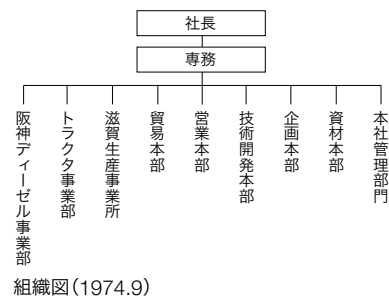 社長
専務
阪神ディーゼル事業部
トラクタ事業部
滋賀生産事業所
貿易本部
営業本部
技術開発本部
企画本部
資材本部
本社管理部門
組織図(1974.9)